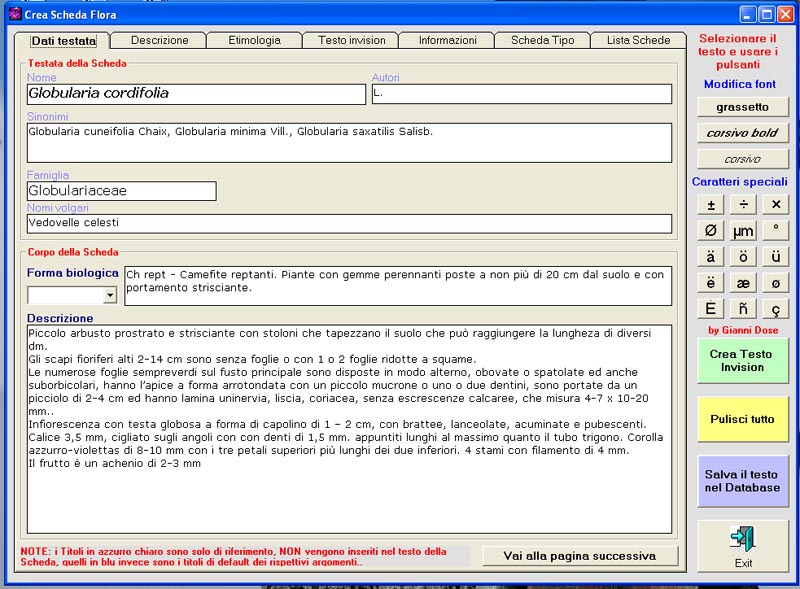 Crea Scheda Flora
Dati testata
Descrizione
Etimologia
Testo invision
Informazioni
Scheda Tipo
Lista Schede
Testata della Scheda
Nome
Globularia cordifolia
Autori
L.
Sinonimi
Globularia cuneifolia Chaix, Globularia minima Vill., Globularia saxatilis Salisb.
Famiglia
Globulariaceae
Nomi volgari
Vedovelle celesti
Corpo della Scheda
Forma biologica
Ch rept - Camefite reptanti. Piante con gemme perennanti poste a non più di 20 cm dal suolo e con
portamento strisciante.
Descrizione
Piccolo arbusto prostrato e strisciante con stoloni che tapezzano il suolo che può raggiungere la lungheza di diversi
dm.
Gli scapi fioriferi alti 2-14 cm sono senza foglie o con 1 o 2 foglie ridotte a squame.
Le numerose foglie sempreverdi sul fusto principale sono disposte in modo alterno, obovate o spatolate ed anche
suborbicolari, hanno l'apice a forma arrotondata con un piccolo mucrone o uno o due dentini, sono portate da un
picciolo di 2-4 cm ed hanno lamina uninervia, liscia, coriacea, senza escrescenze calcaree, che misura 4-7 x 10-20
mm..
Infiorescenza con testa globosa a forma di capolino di 1 - 2 cm, con brattee, lanceolate, acuminate e pubescenti.
Calice 3,5 mm, cigliato sugli angoli con con denti di 1,5 mm. appuntiti lunghi al massimo quanto il tubo trigono. Corolla
azzurro-violettas di 8-10 mm con i tre petali superiori più lunghi dei due inferiori. 4 stami con filamento di 4 mm.
Il frutto è un achenio di 2-3 mm
NOTE: i Titoli in azzurro chiaro sono solo di riferimento, NON vengono inseriti nel testo della
Scheda, quelli in blu invece sono i titoli di default dei rispettivi argomenti..
Vai alla pagina successiva
Selezionare il
testo e usare i
pulsanti
Modifica font
grassetto
corsivo bold
corsivo
Caratteri speciali
± ÷ ×
Ø µm °
ä ö ü
ë æ ø
È ñ ç
by Gianni Dose
Crea Testo
Invision
Pulisci tutto
Salva il testo
nel Database
Exit